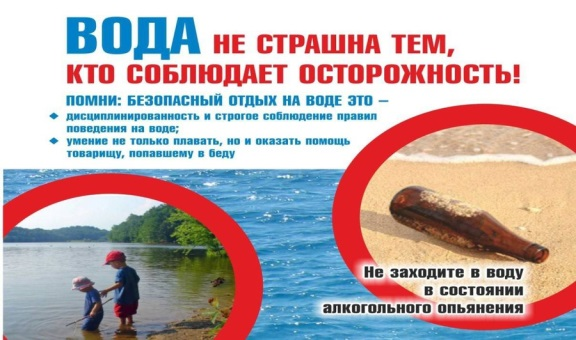 ВОДА НЕ СТРАШНА ТЕМ,
КТО СОБЛЮДАЕТ ОСТОРОЖНОСТЬ!
ПОМНИ: БЕЗОПАСНЫЙ ОТДЫХ НА ВОДЕ ЭТО –
❖ дисциплинированность и строгое соблюдение правил
поведения на воде;
❖ умение не только плавать, но и оказать помощь
товарищу, попавшему в беду
Не заходите в воду
в состоянии
алкогольного опьянения